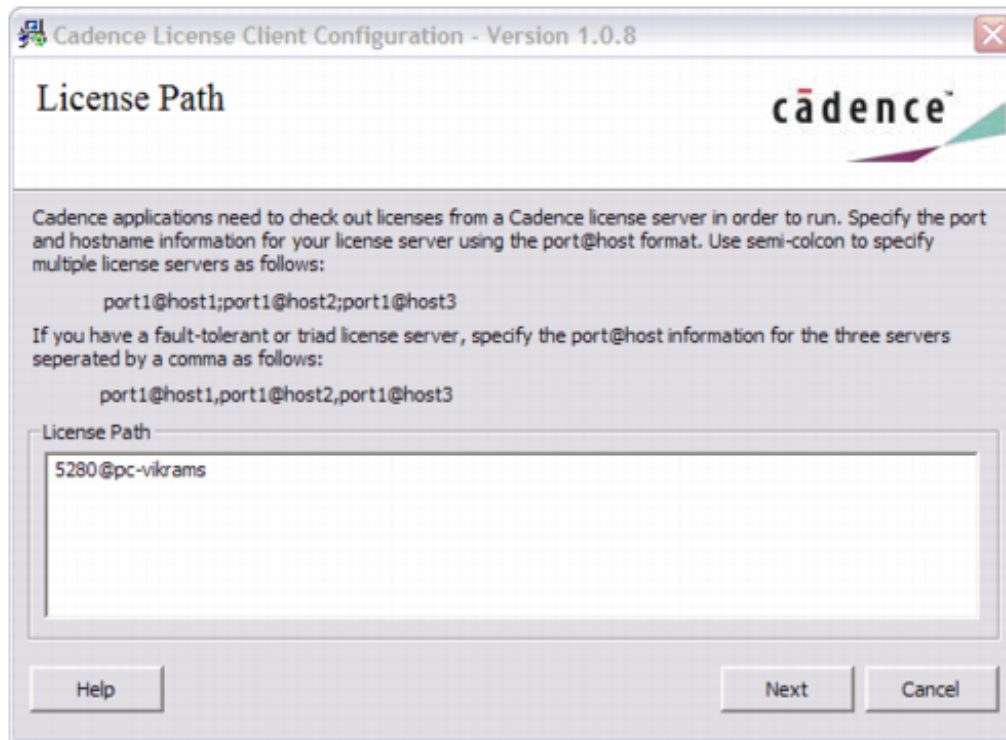 Cadence License Client Configuration - Version 1.0.8
License Path
cādence™
Cadence applications need to check out licenses from a Cadence license server in order to run. Specify the port
and hostname information for your license server using the port@host format. Use semi-colcon to specify
multiple license servers as follows:
port1@host1;port1@host2;port1@host3
If you have a fault-tolerant or triad license server, specify the port@host information for the three servers
seperated by a comma as follows:
port1@host1,port1@host2,port1@host3
License Path
5280@pc-vikrams
Help
Next
Cancel